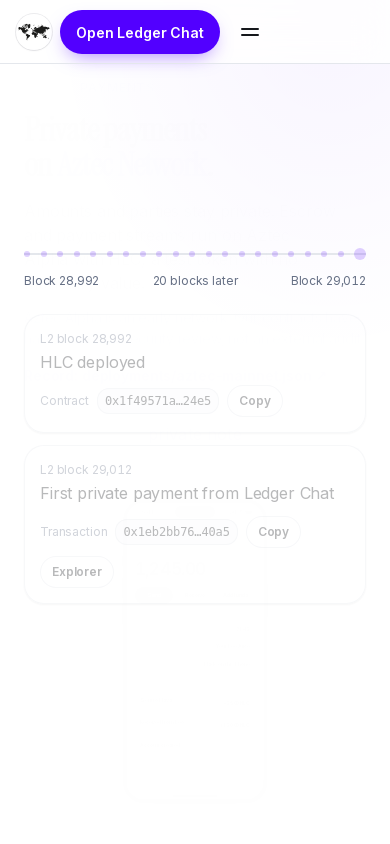 Open Ledger Chat
Block 28,992
20 blocks later
Block 29,012
L2 block 28,992
HLC deployed
Contract 0x1f49571a…24e5 Copy
L2 block 29,012
First private payment from Ledger Chat
Transaction 0x1eb2bb76…40a5 Copy
Explorer